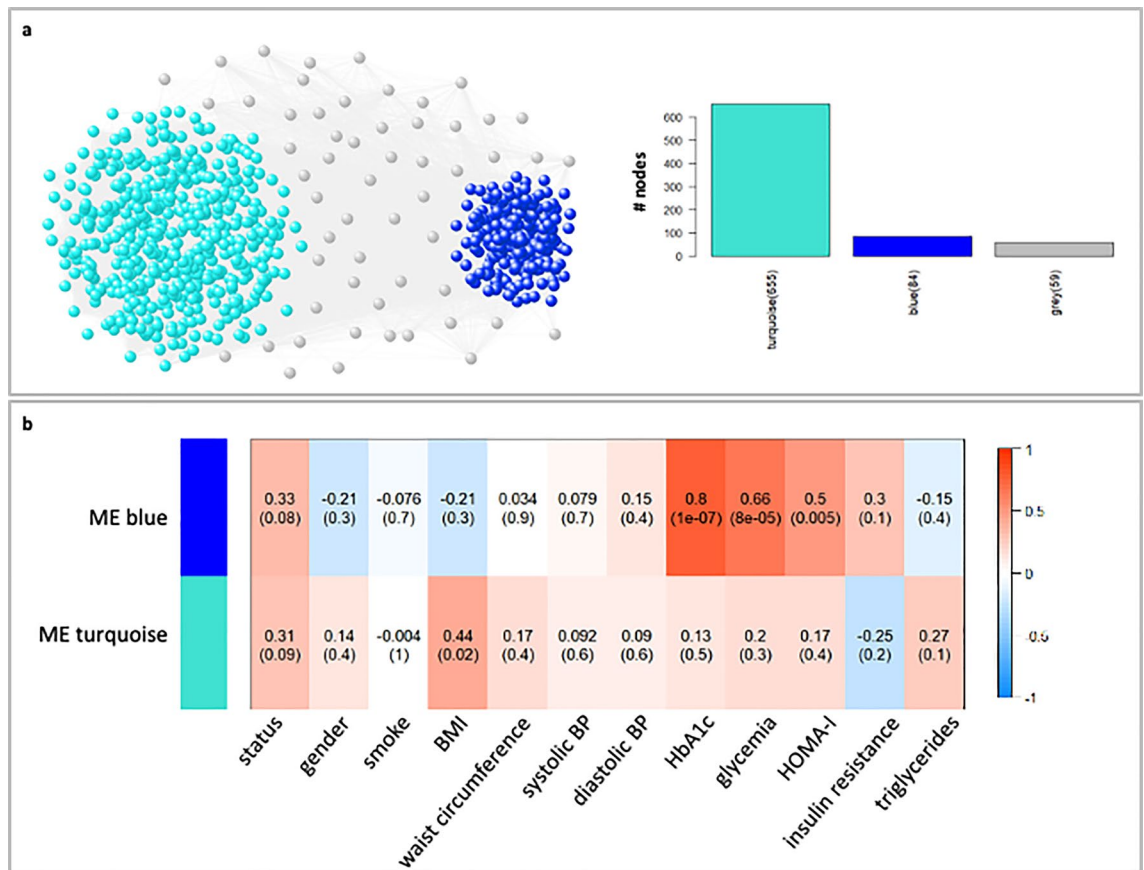 a
# nodes
600
500
400
300
200
100
0
turquoise(655)
blue(84)
grey(59)
b
ME blue
0.33 -0.21 -0.076 -0.21 0.034 0.079 0.15 0.8 0.66 0.5 0.3 -0.15
(0.08) (0.3) (0.7) (0.3) (0.9) (0.7) (0.4) (1e-07) (8e-05) (0.005) (0.1) (0.4)
ME turquoise
0.31 0.14 -0.004 0.44 0.17 0.092 0.09 0.13 0.2 0.17 -0.25 0.27
(0.09) (0.4) (1) (0.02) (0.4) (0.6) (0.6) (0.5) (0.3) (0.4) (0.2) (0.1)
1
0.5
0
-0.5
-1
status
gender
smoke
BMI
waist circumference
systolic BP
diastolic BP
HbA1c
glycemia
HOMA-I
insulin resistance
triglycerides